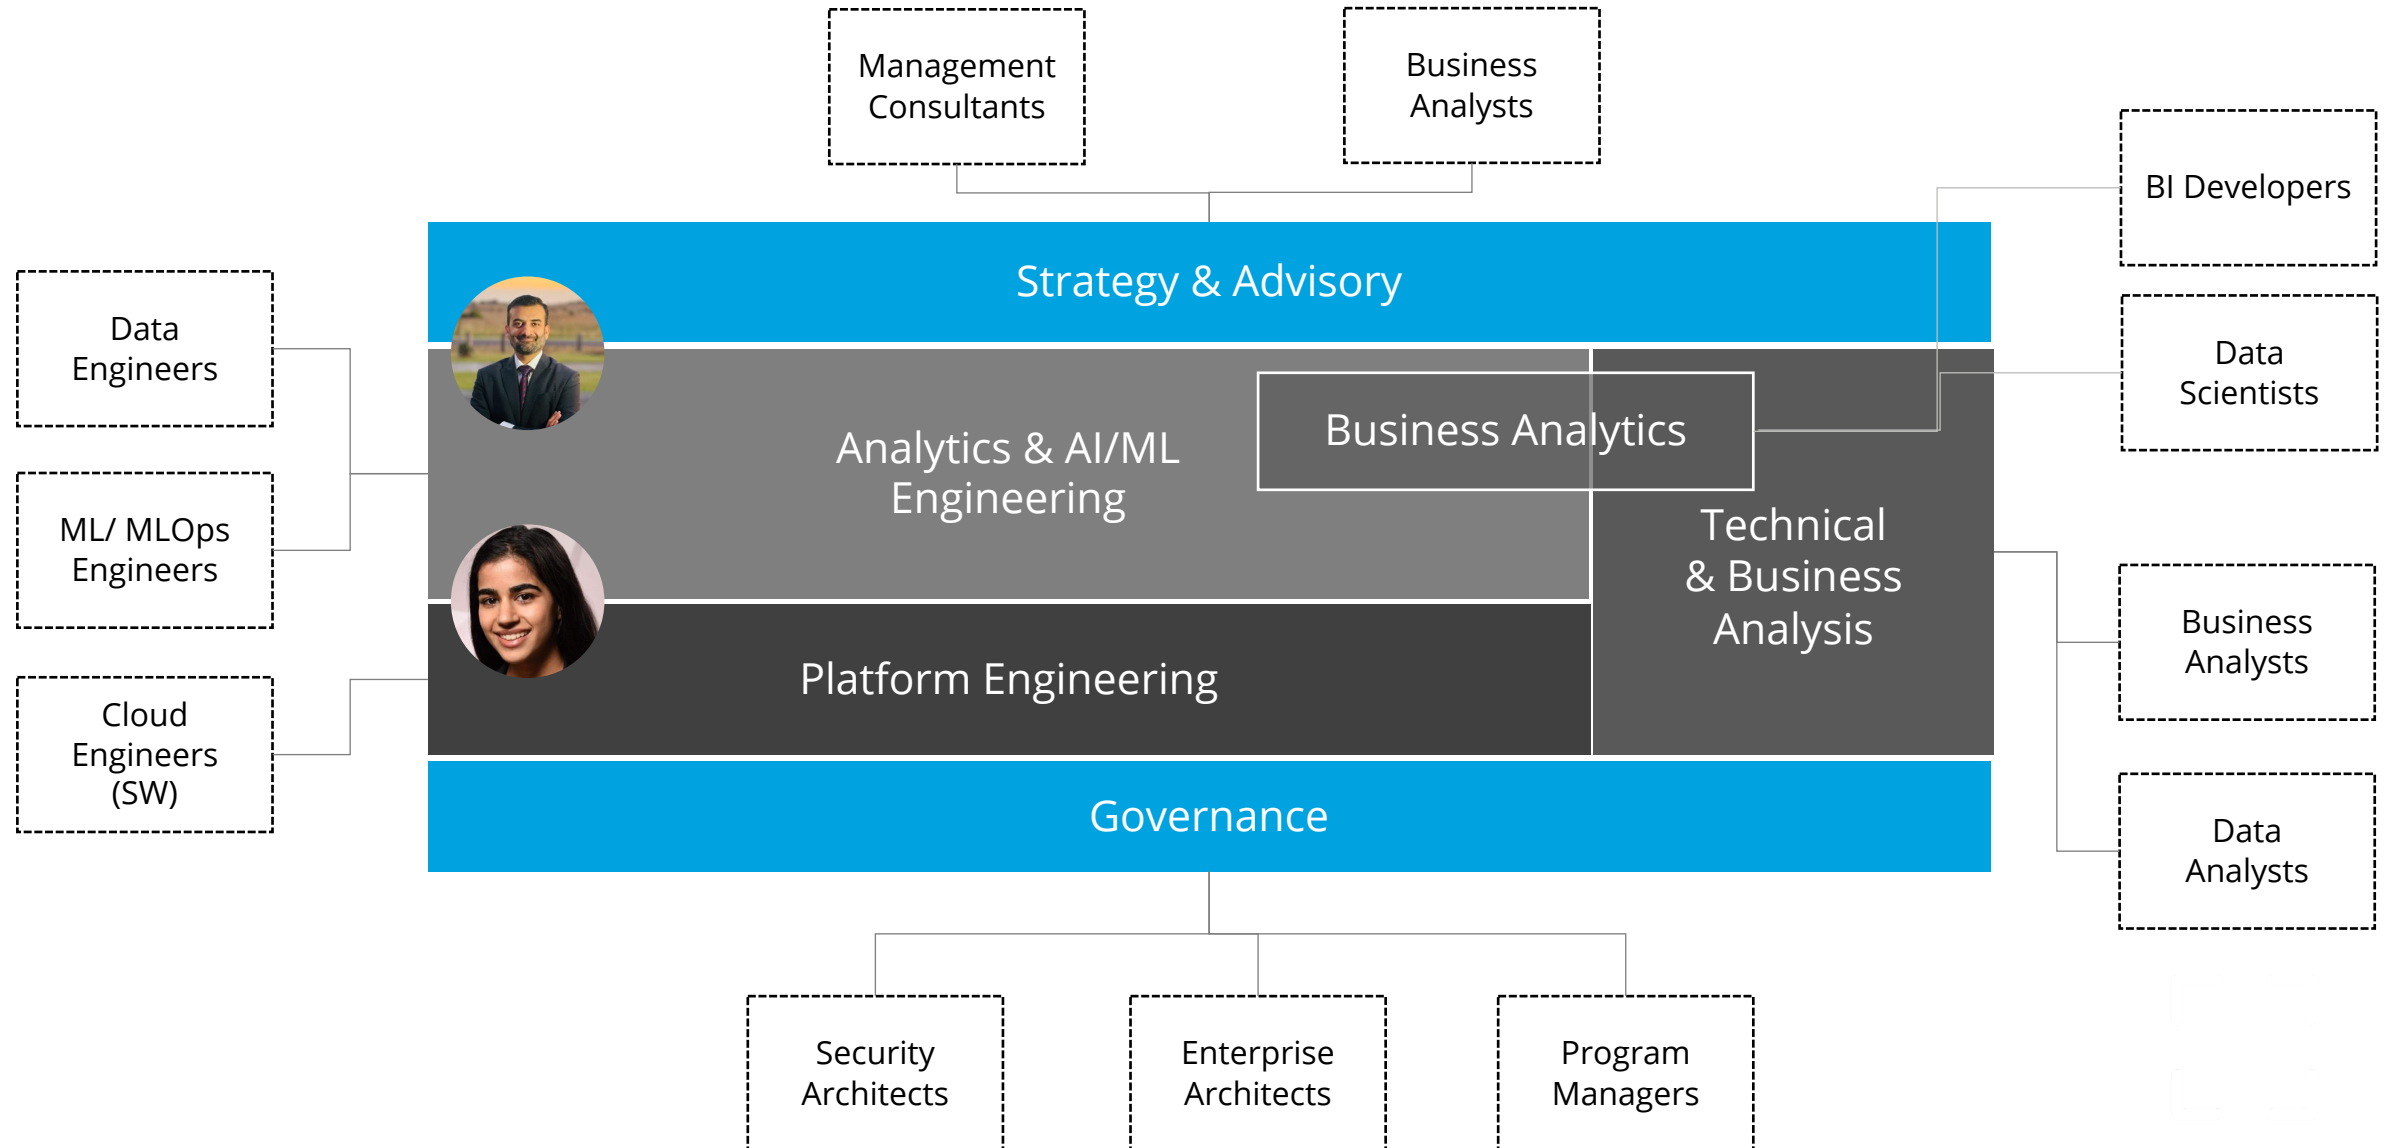 Management
Consultants
Business
Analysts
BI Developers
Strategy & Advisory
Data
Engineers
Data
Scientists
Business Analytics
Analytics & AI/ML
Engineering
ML/ MLOps
Engineers
Technical
& Business
Analysis
Business
Analysts
Platform Engineering
Cloud
Engineers
(SW)
Governance
Data
Analysts
Security
Architects
Enterprise
Architects
Program
Managers